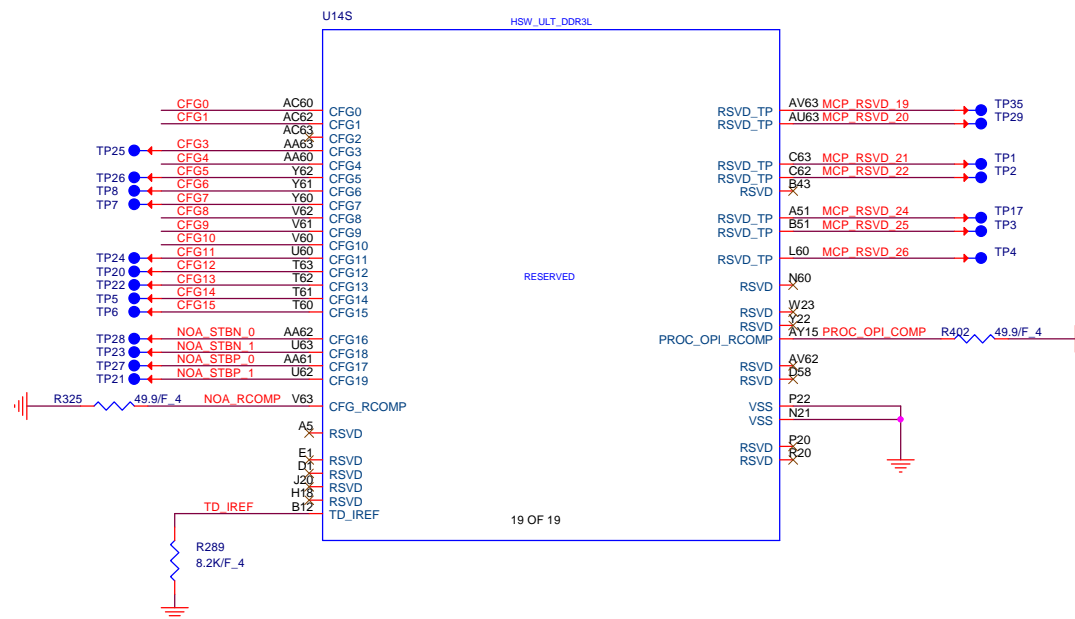 U14S
HSW_ULT_DDR3L
CFG0 AC60 CFG0
CFG1 AC62 CFG1
AC63 CFG2
TP25 CFG3 AA63 CFG3
CFG4 AA60 CFG4
TP26 CFG5 Y62 CFG5
TP8 CFG6 Y61 CFG6
TP7 CFG7 Y60 CFG7
CFG8 V62 CFG8
CFG9 V61 CFG9
CFG10 V60 CFG10
TP24 CFG11 U60 CFG11
TP20 CFG12 T63 CFG12
TP22 CFG13 T62 CFG13
TP5 CFG14 T61 CFG14
TP6 CFG15 T60 CFG15
TP28 NOA_STBN_0 AA62 CFG16
TP23 NOA_STBN_1 U63 CFG18
TP27 NOA_STBP_0 AA61 CFG17
TP21 NOA_STBP_1 U62 CFG19
R325 49.9/F_4 NOA_RCOMP V63 CFG_RCOMP
A5 RSVD
E1 RSVD
D1 RSVD
J20 RSVD
H18 RSVD
TD_IREF B12 TD_IREF
R289
8.2K/F_4
RESERVED
19 OF 19
RSVD_TP AV63 MCP_RSVD_19 TP35
RSVD_TP AU63 MCP_RSVD_20 TP29
RSVD_TP C63 MCP_RSVD_21 TP1
RSVD_TP C62 MCP_RSVD_22 TP2
RSVD B43
RSVD_TP A51 MCP_RSVD_24 TP17
RSVD_TP B51 MCP_RSVD_25 TP3
RSVD_TP L60 MCP_RSVD_26 TP4
RSVD N60
RSVD W23
RSVD Y22
PROC_OPI_RCOMP AY15 PROC_OPI_COMP R402 49.9/F_4
RSVD AV62
RSVD D58
VSS P22
VSS N21
RSVD P20
RSVD R20